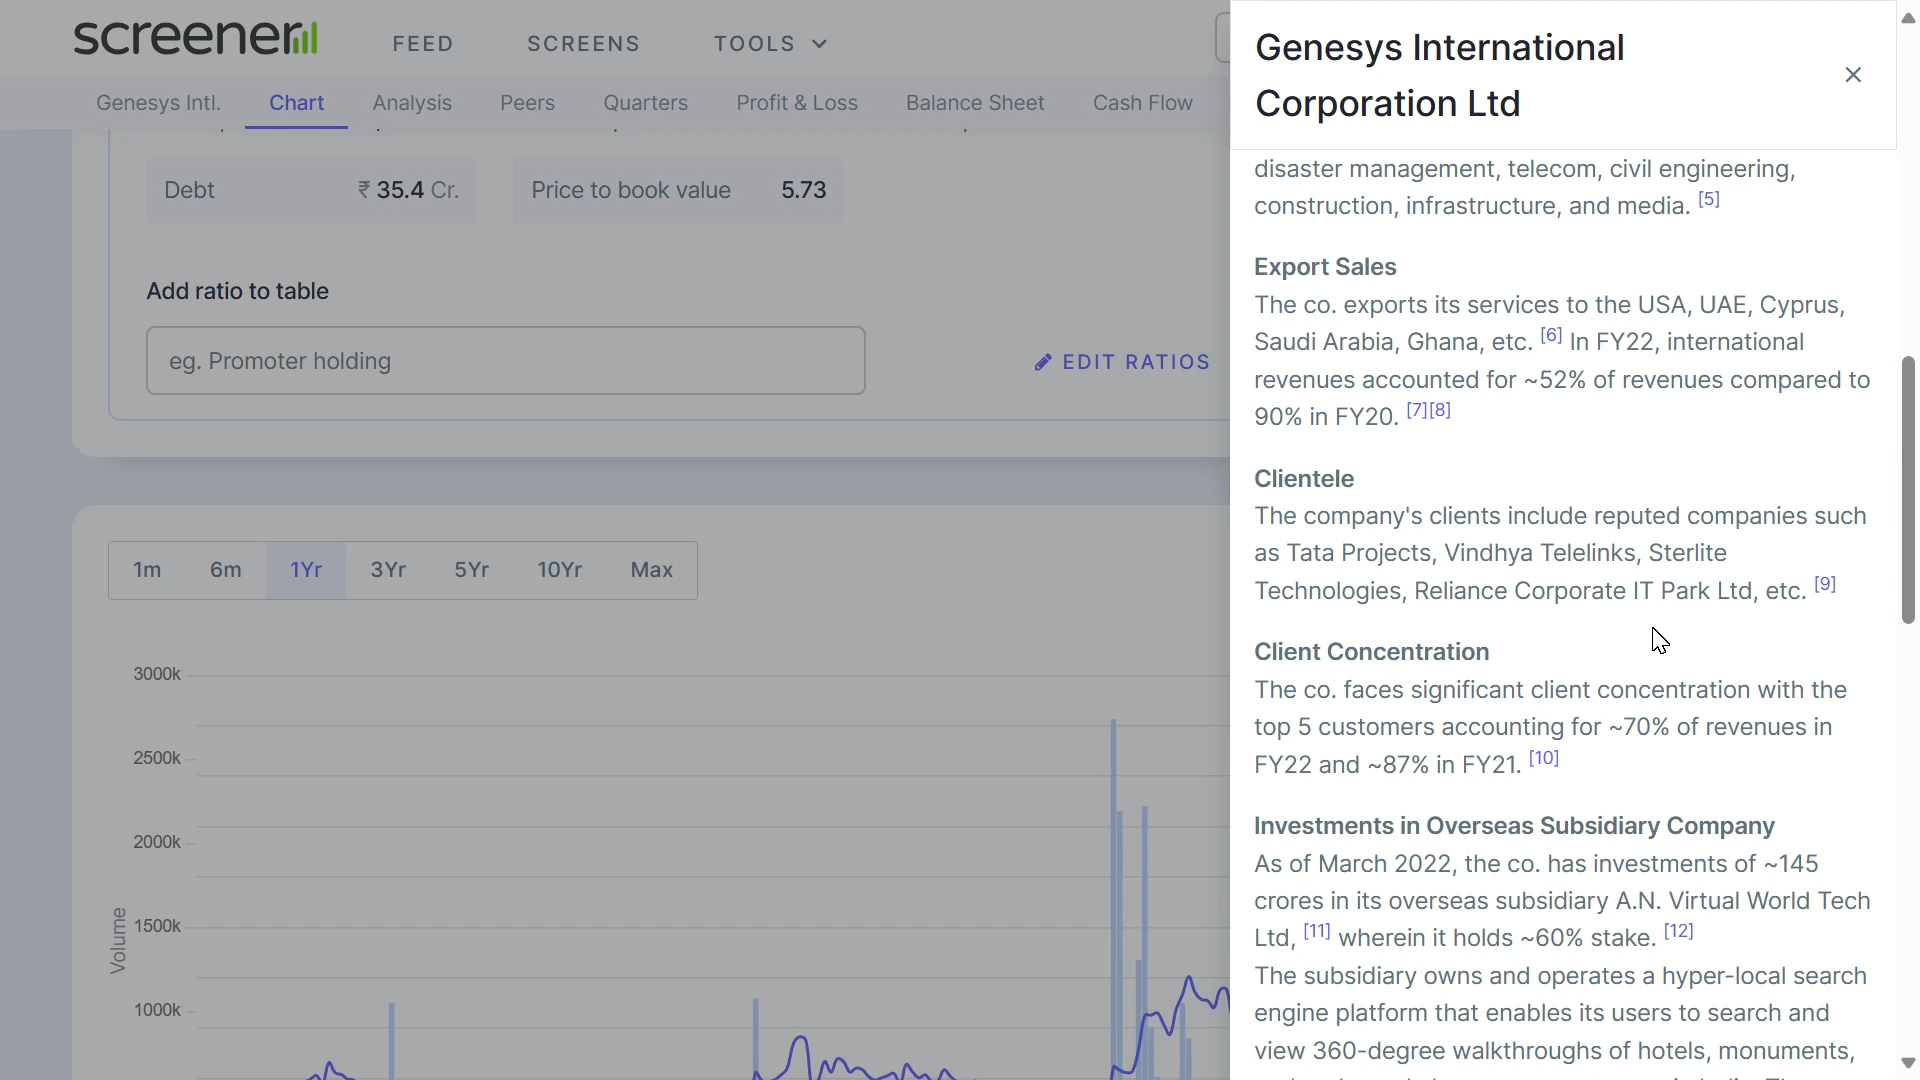 screener
FEED
SCREENS
TOOLS
Genesys Intl.
Chart
Analysis
Peers
Quarters
Profit & Loss
Balance Sheet
Cash Flow
Debt
₹ 35.4 Cr.
Price to book value
5.73
Add ratio to table
eg. Promoter holding
EDIT RATIOS
1m
6m
1Yr
3Yr
5Yr
10Yr
Max
3000k
2500k
2000k
1500k
1000k
Volume
Genesys International
Corporation Ltd
disaster management, telecom, civil engineering,
construction, infrastructure, and media. [5]
Export Sales
The co. exports its services to the USA, UAE, Cyprus,
Saudi Arabia, Ghana, etc. [6] In FY22, international
revenues accounted for ~52% of revenues compared to
90% in FY20. [7][8]
Clientele
The company's clients include reputed companies such
as Tata Projects, Vindhya Telelinks, Sterlite
Technologies, Reliance Corporate IT Park Ltd, etc. [9]
Client Concentration
The co. faces significant client concentration with the
top 5 customers accounting for ~70% of revenues in
FY22 and ~87% in FY21. [10]
Investments in Overseas Subsidiary Company
As of March 2022, the co. has investments of ~145
crores in its overseas subsidiary A.N. Virtual World Tech
Ltd, [11] wherein it holds ~60% stake. [12]
The subsidiary owns and operates a hyper-local search
engine platform that enables its users to search and
view 360-degree walkthroughs of hotels, monuments,